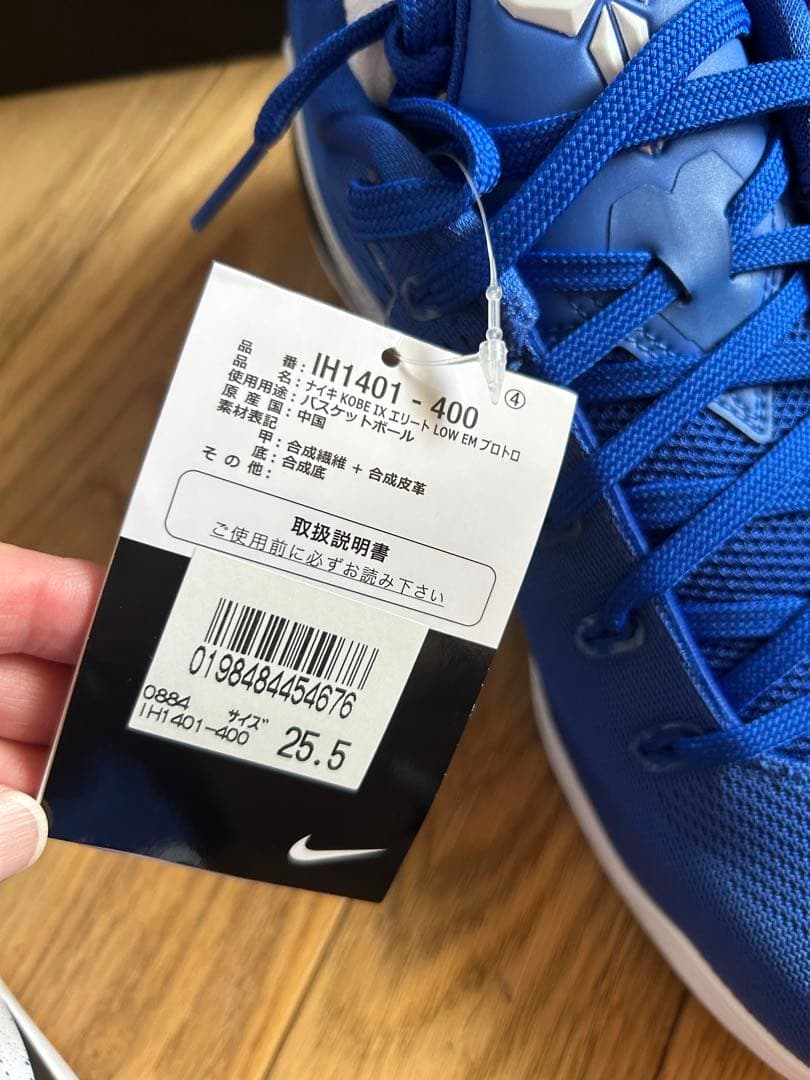 品番：IH1401 - 400
④
品名：ナイキ KOBE IX エリート LOW EM プロトロ
使用用途：バスケットボール
原産国：中国
素材表記
甲：合成繊維 + 合成皮革
底：合成底
その他：
取扱説明書
ご使用前に必ずお読み下さい
0198484454676
0884
IH1401-400
サイズ 25.5